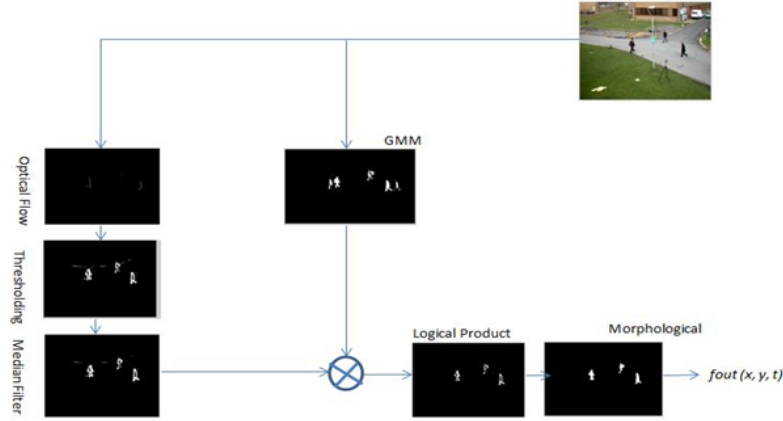 GMM
Optical Flow
Thresholding
Median Filter
Logical Product
Morphological
fout (x, y, t)